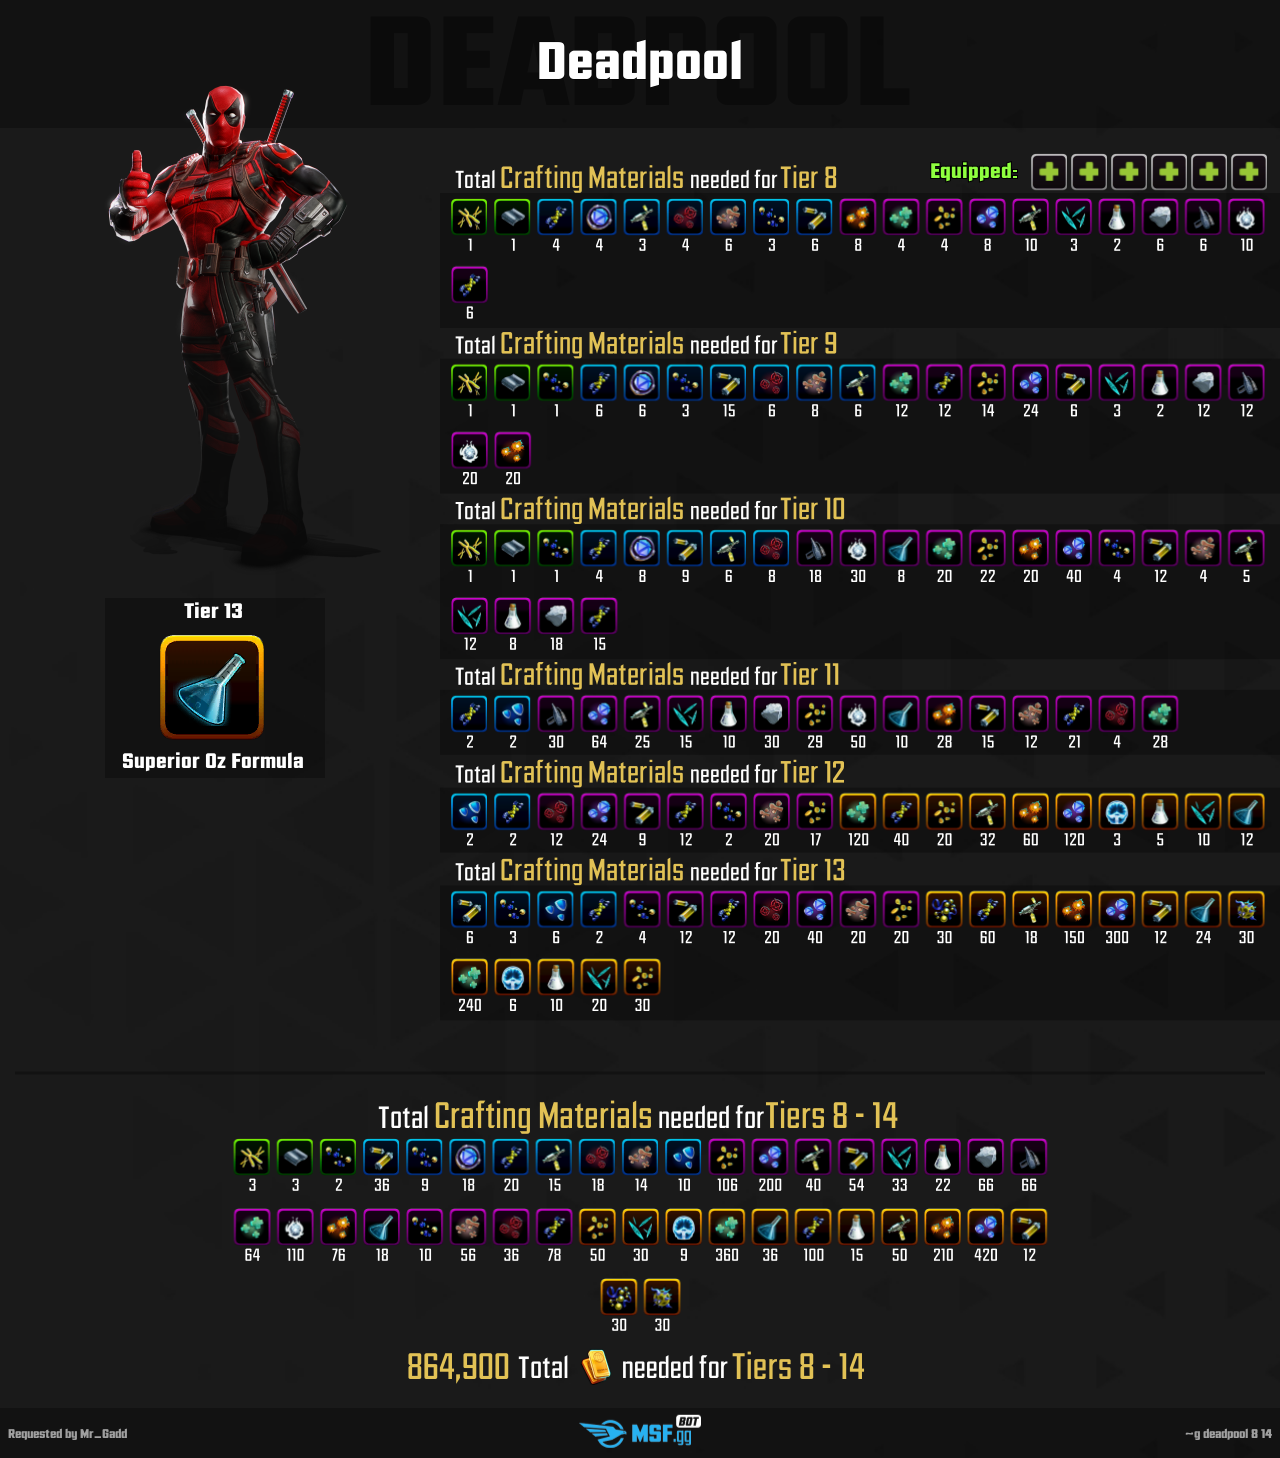 DEADPOOL
Deadpool
Equipped:
Total Crafting Materials needed for Tier 8
1 1 4 4 3 4 6 3 6 8 4 4 8 10 3 2 6 6 10
6
Total Crafting Materials needed for Tier 9
1 1 1 6 6 3 15 6 8 6 12 12 14 24 6 3 2 12 12
20 20
Total Crafting Materials needed for Tier 10
1 1 1 4 8 9 6 8 18 30 8 20 22 20 40 4 12 4 5
12 8 18 15
Tier 13
Superior Oz Formula
Total Crafting Materials needed for Tier 11
2 2 30 64 25 15 10 30 29 50 10 28 15 12 21 4 28
Total Crafting Materials needed for Tier 12
2 2 12 24 9 12 2 20 17 120 40 20 32 60 120 3 5 10 12
Total Crafting Materials needed for Tier 13
6 3 6 2 4 12 12 20 40 20 20 30 60 18 150 300 12 24 30
240 6 10 20 30
Total Crafting Materials needed for Tiers 8 - 14
3 3 2 36 9 18 20 15 18 14 10 106 200 40 54 33 22 66 66
64 110 76 18 10 56 36 78 50 30 9 360 36 100 15 50 210 420 12
30 30
864,900 Total needed for Tiers 8 - 14
Requested by Mr_Gadd
MSF.gg BOT
~g deadpool 8 14